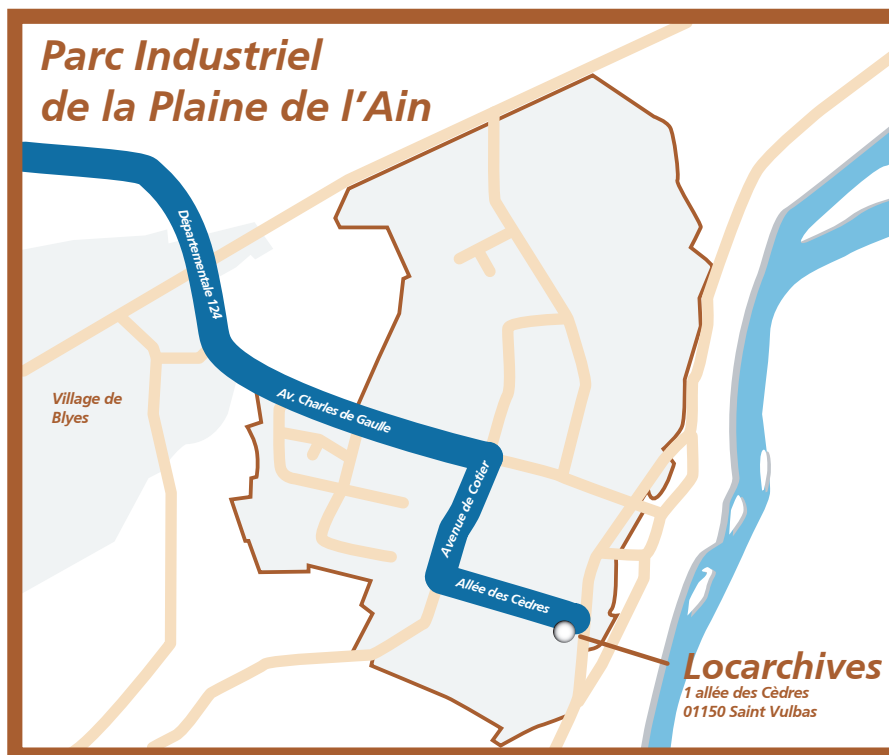 Parc Industriel
de la Plaine de l’Ain
Départementale 124
Village de
Blyes
Av. Charles de Gaulle
Avenue de Cotier
Allée des Cèdres
Locarchives
1 allée des Cèdres
01150 Saint Vulbas